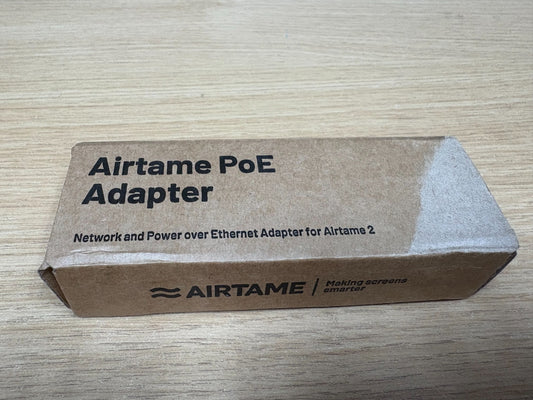 Airtame PoE
Adapter
Network and Power over Ethernet Adapter for Airtame 2
AIRTAME | Making screens
smarter